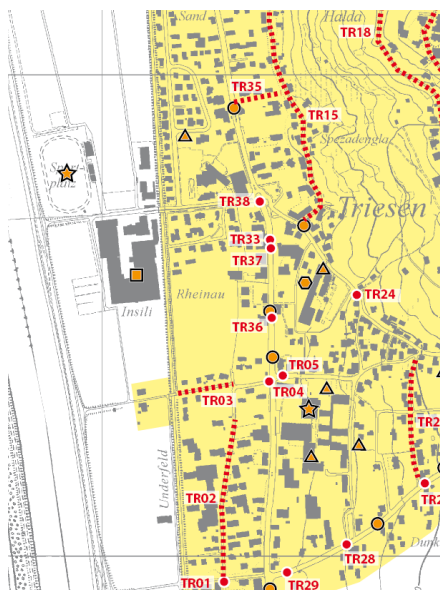 Sand
Halda
TR18
TR35
TR15
Spezadengla
Triesen
TR38
TR33
TR37
Rheinau
Insili
TR24
TR36
TR05
TR04
TR03
Underfeld
TR02
TR28
TR01
TR29